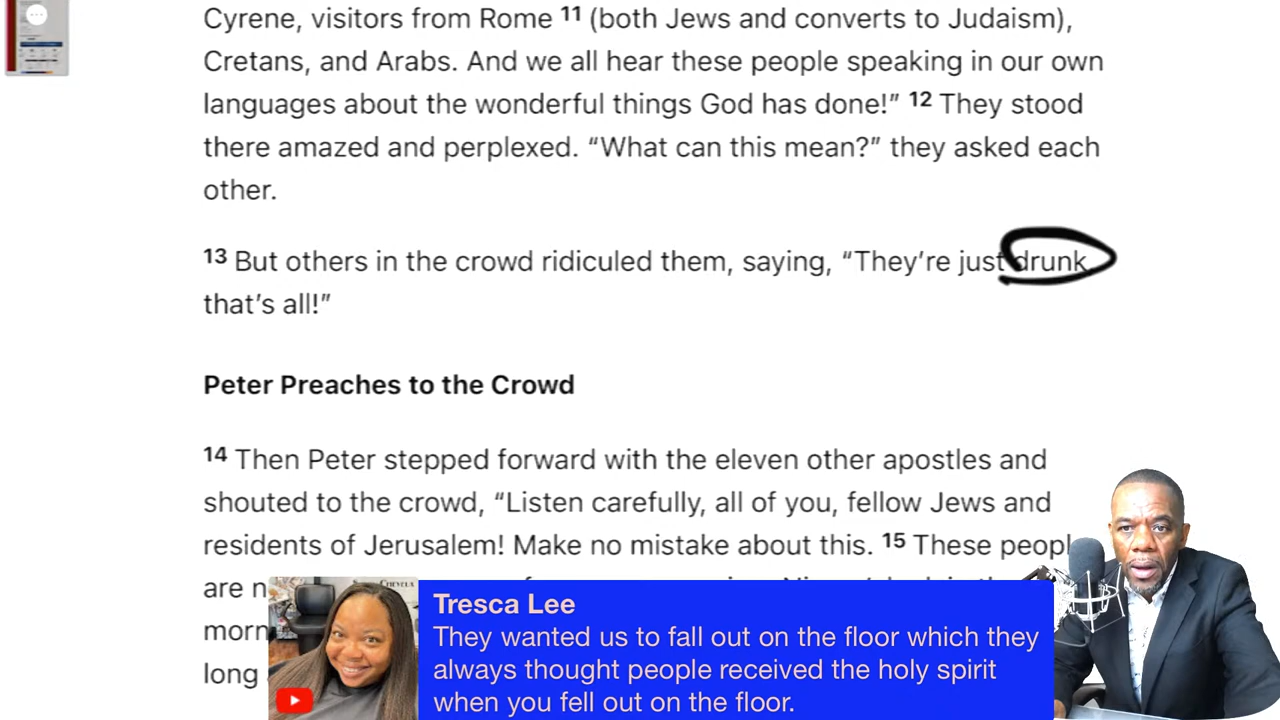 Cyrene, visitors from Rome 11 (both Jews and converts to Judaism),
Cretans, and Arabs. And we all hear these people speaking in our own
languages about the wonderful things God has done!” 12 They stood
there amazed and perplexed. “What can this mean?” they asked each
other.
13 But others in the crowd ridiculed them, saying, “They’re just drunk
that’s all!”
Peter Preaches to the Crowd
14 Then Peter stepped forward with the eleven other apostles and
shouted to the crowd, “Listen carefully, all of you, fellow Jews and
residents of Jerusalem! Make no mistake about this. 15 These
are
long
Tresca Lee
They wanted us to fall out on the floor which they
always thought people received the holy spirit
when you fell out on the floor.